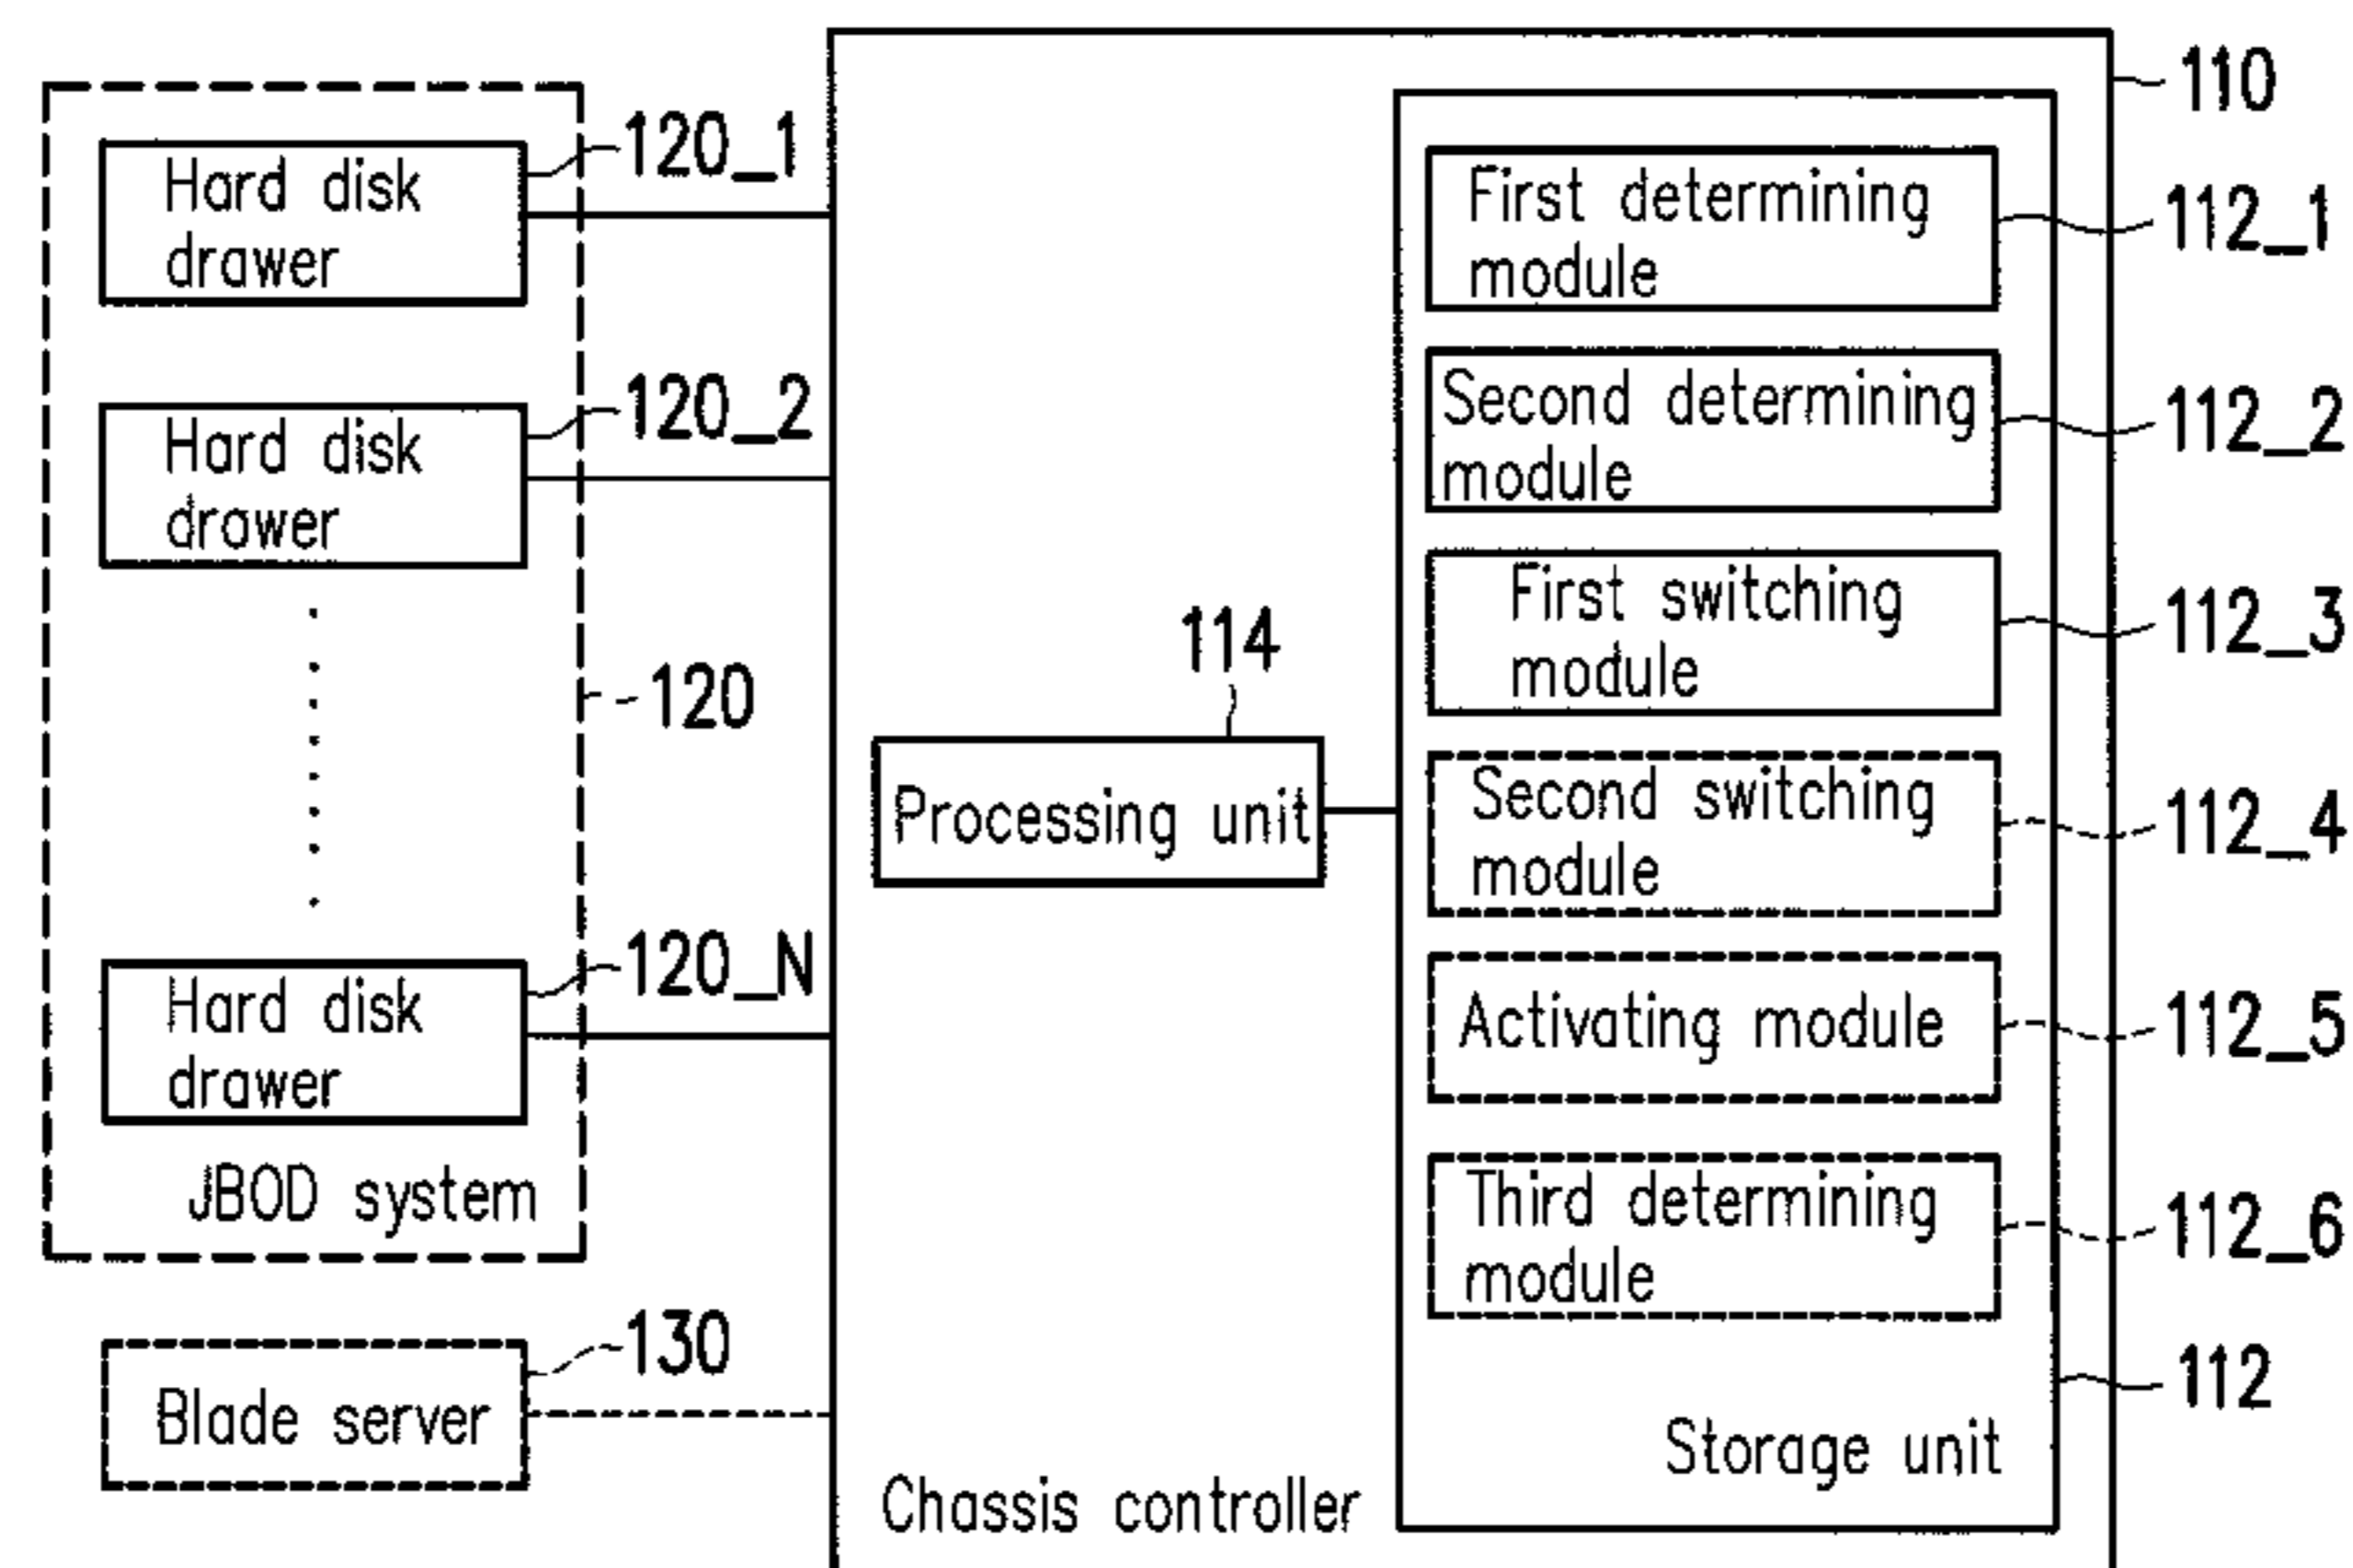 Hard disk
drawer
120_1
Hard disk
drawer
120_2
120
Hard disk
drawer
120_N
JBOD system
Blade server
130
Chassis controller
110
Processing unit
114
First determining
module
112_1
Second determining
module
112_2
First switching
module
112_3
Second switching
module
112_4
Activating module
112_5
Third determining
module
112_6
Storage unit
112